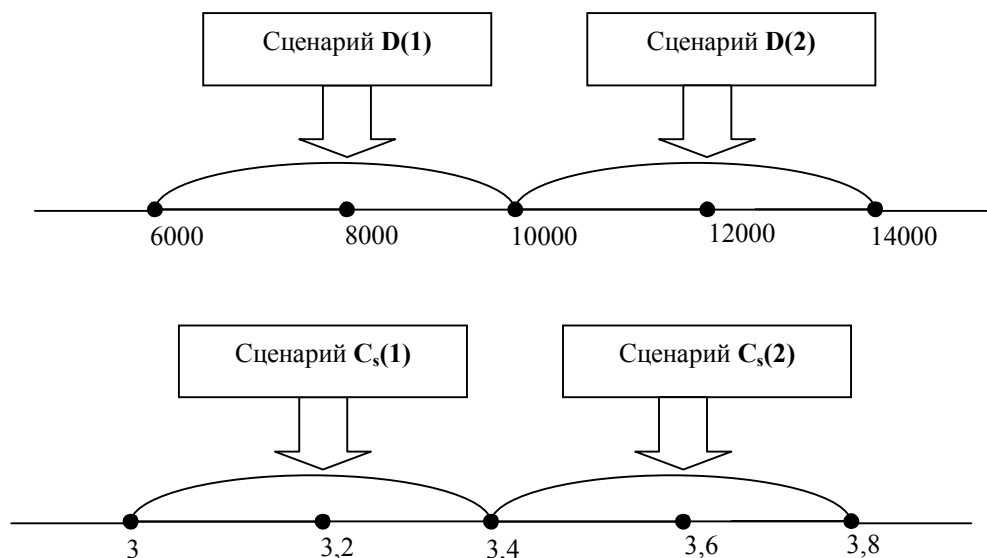 Сценарий D(1) Сценарий D(2)
6000 8000 10000 12000 14000
Сценарий Cs(1) Сценарий Cs(2)
3 3,2 3,4 3,6 3,8